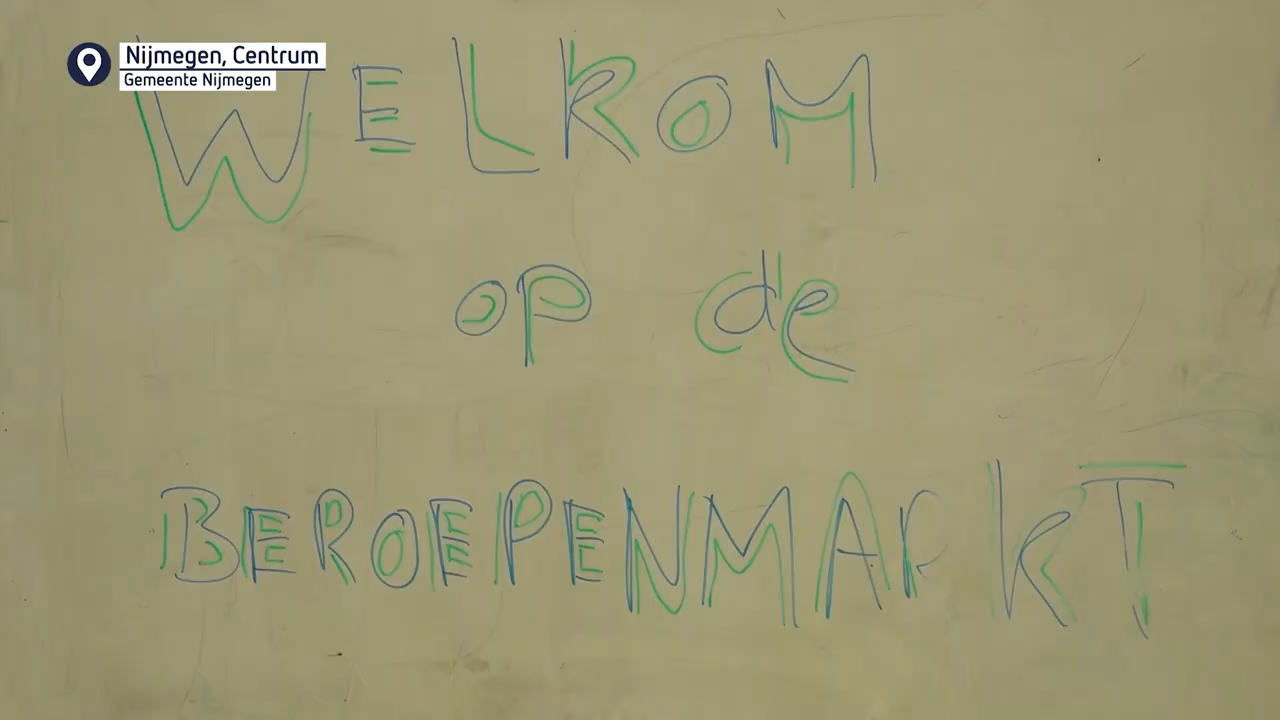 Nijmegen, Centrum
Gemeente Nijmegen
WELKOM
op de
BEROEPENMARKT